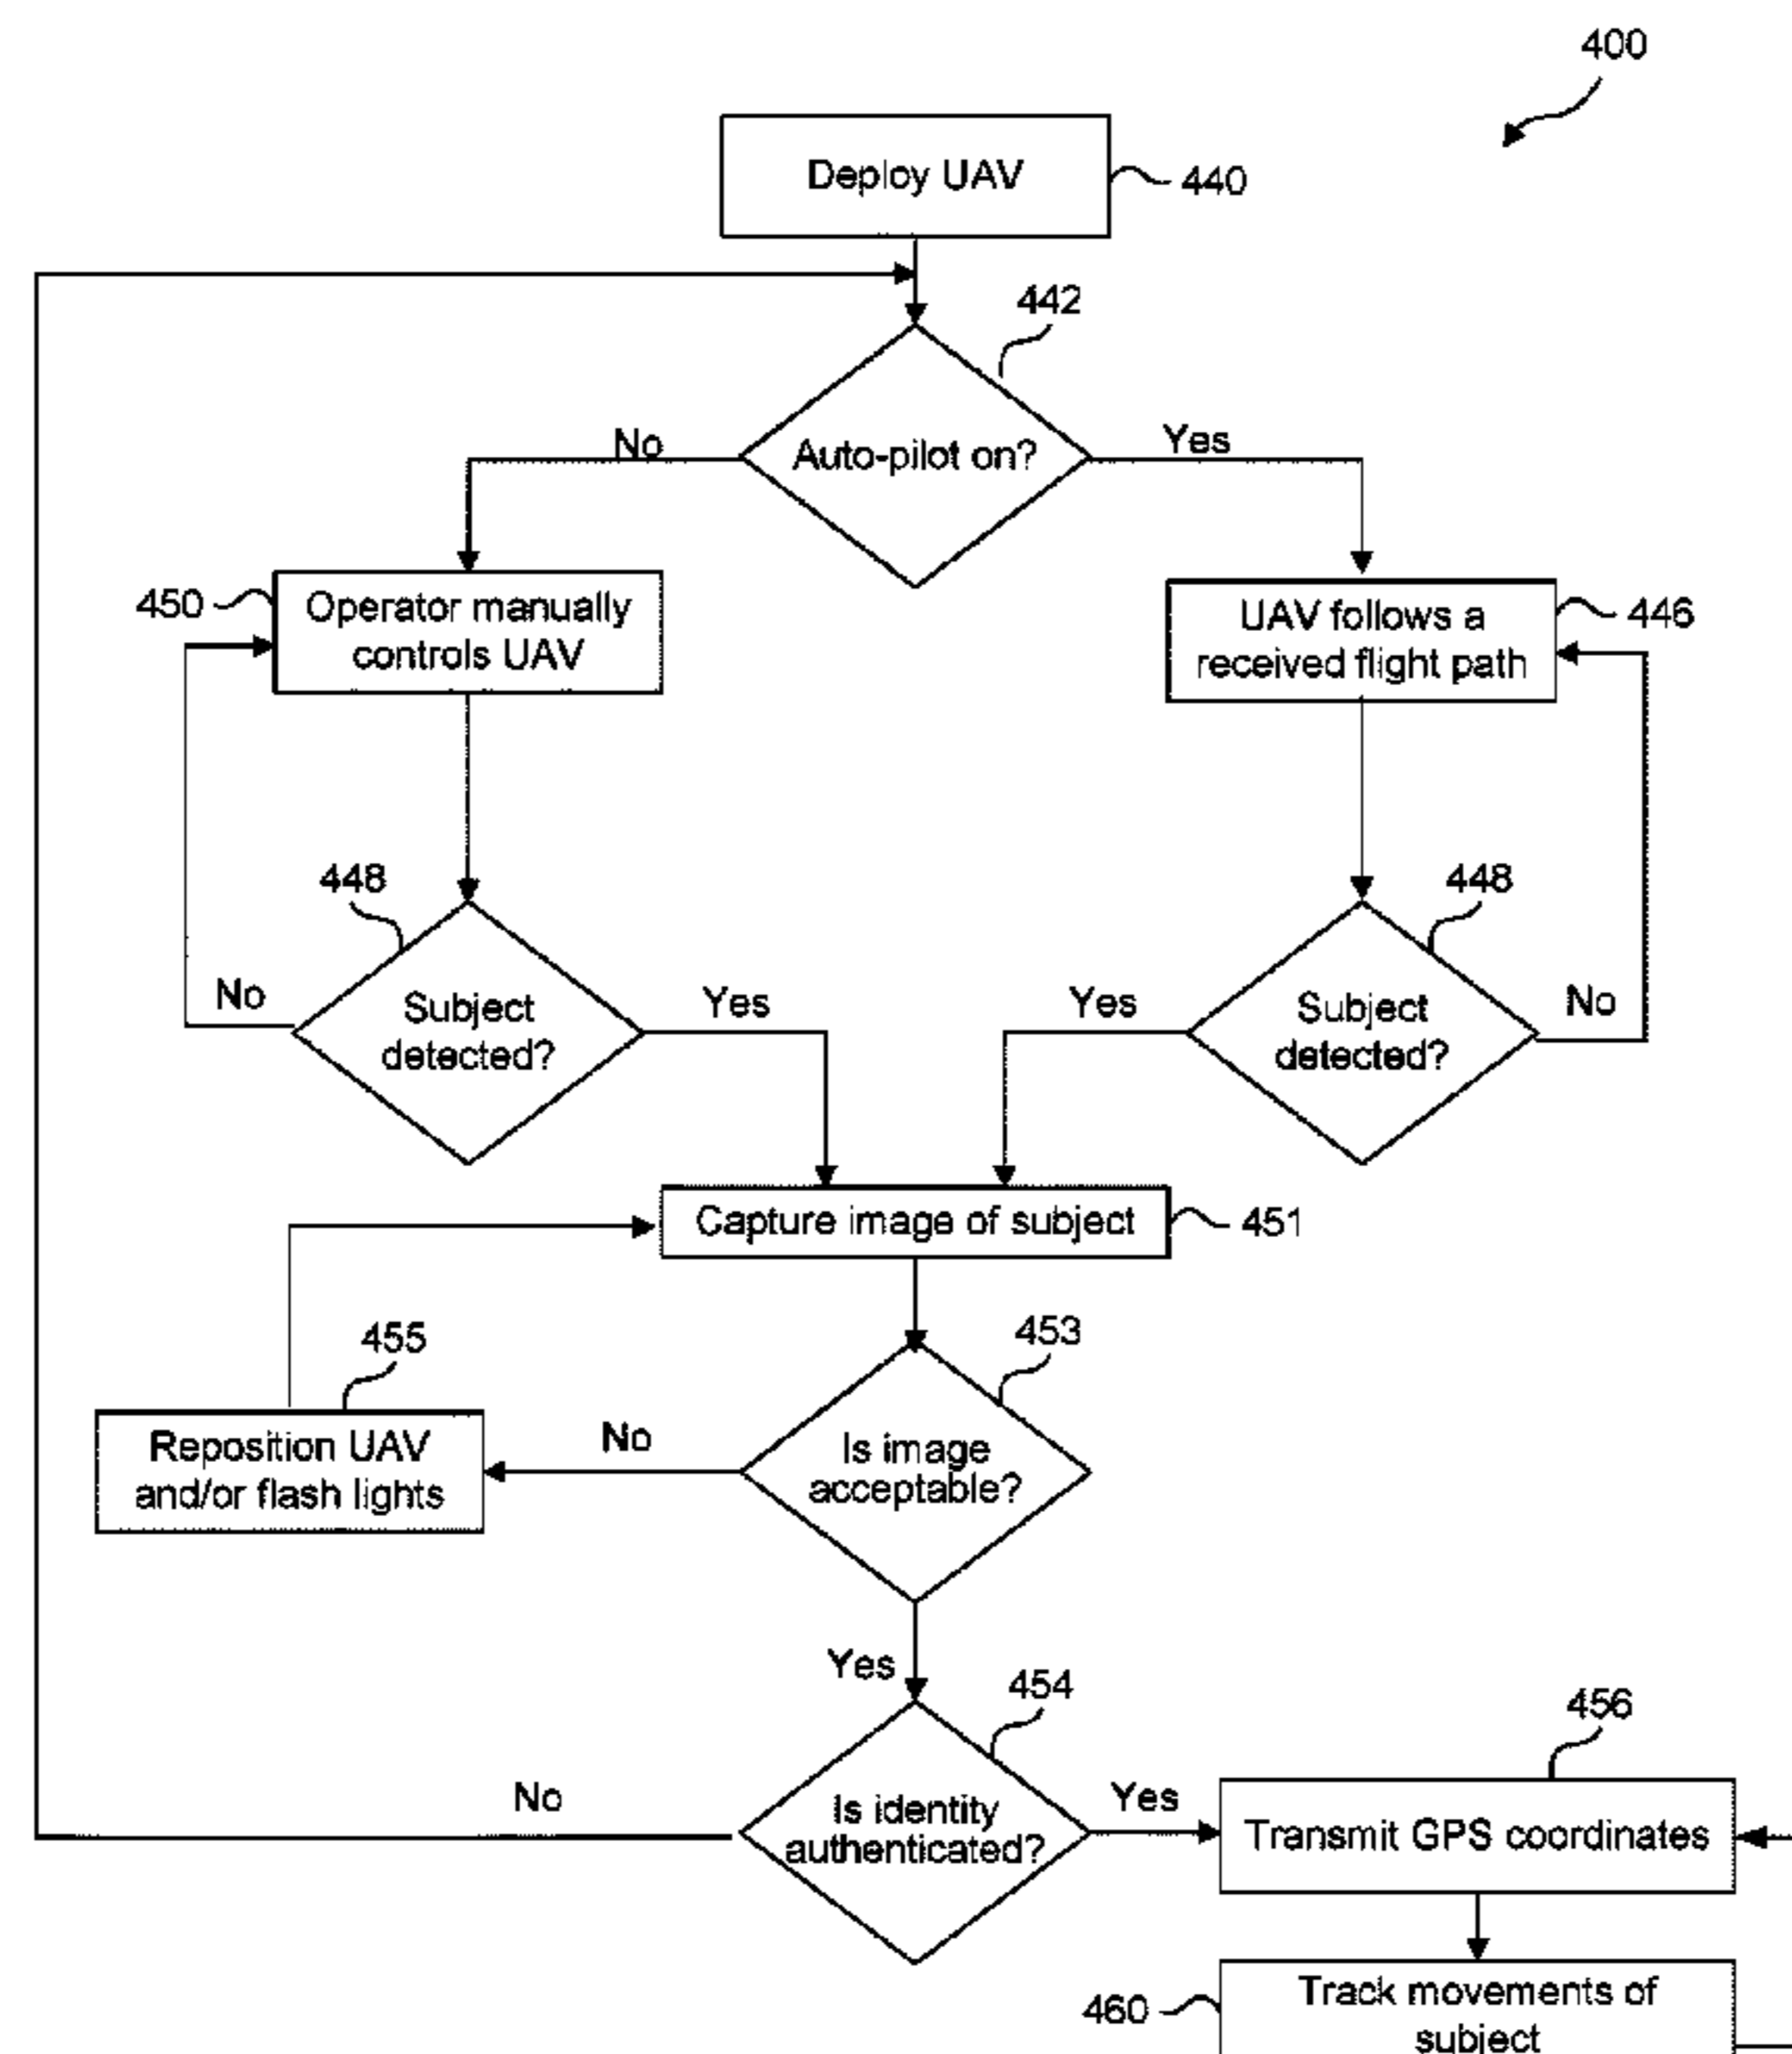 400
Deploy UAV
440
442
No
Auto-pilot on?
Yes
450
Operator manually
controls UAV
UAV follows a
received flight path
446
448
448
No
Subject
detected?
Yes
Yes
Subject
detected?
No
Capture image of subject
451
455
453
Reposition UAV
and/or flash lights
No
Is image
acceptable?
Yes
454
456
No
Is identity
authenticated?
Yes
Transmit GPS coordinates
460
Track movements of
subject